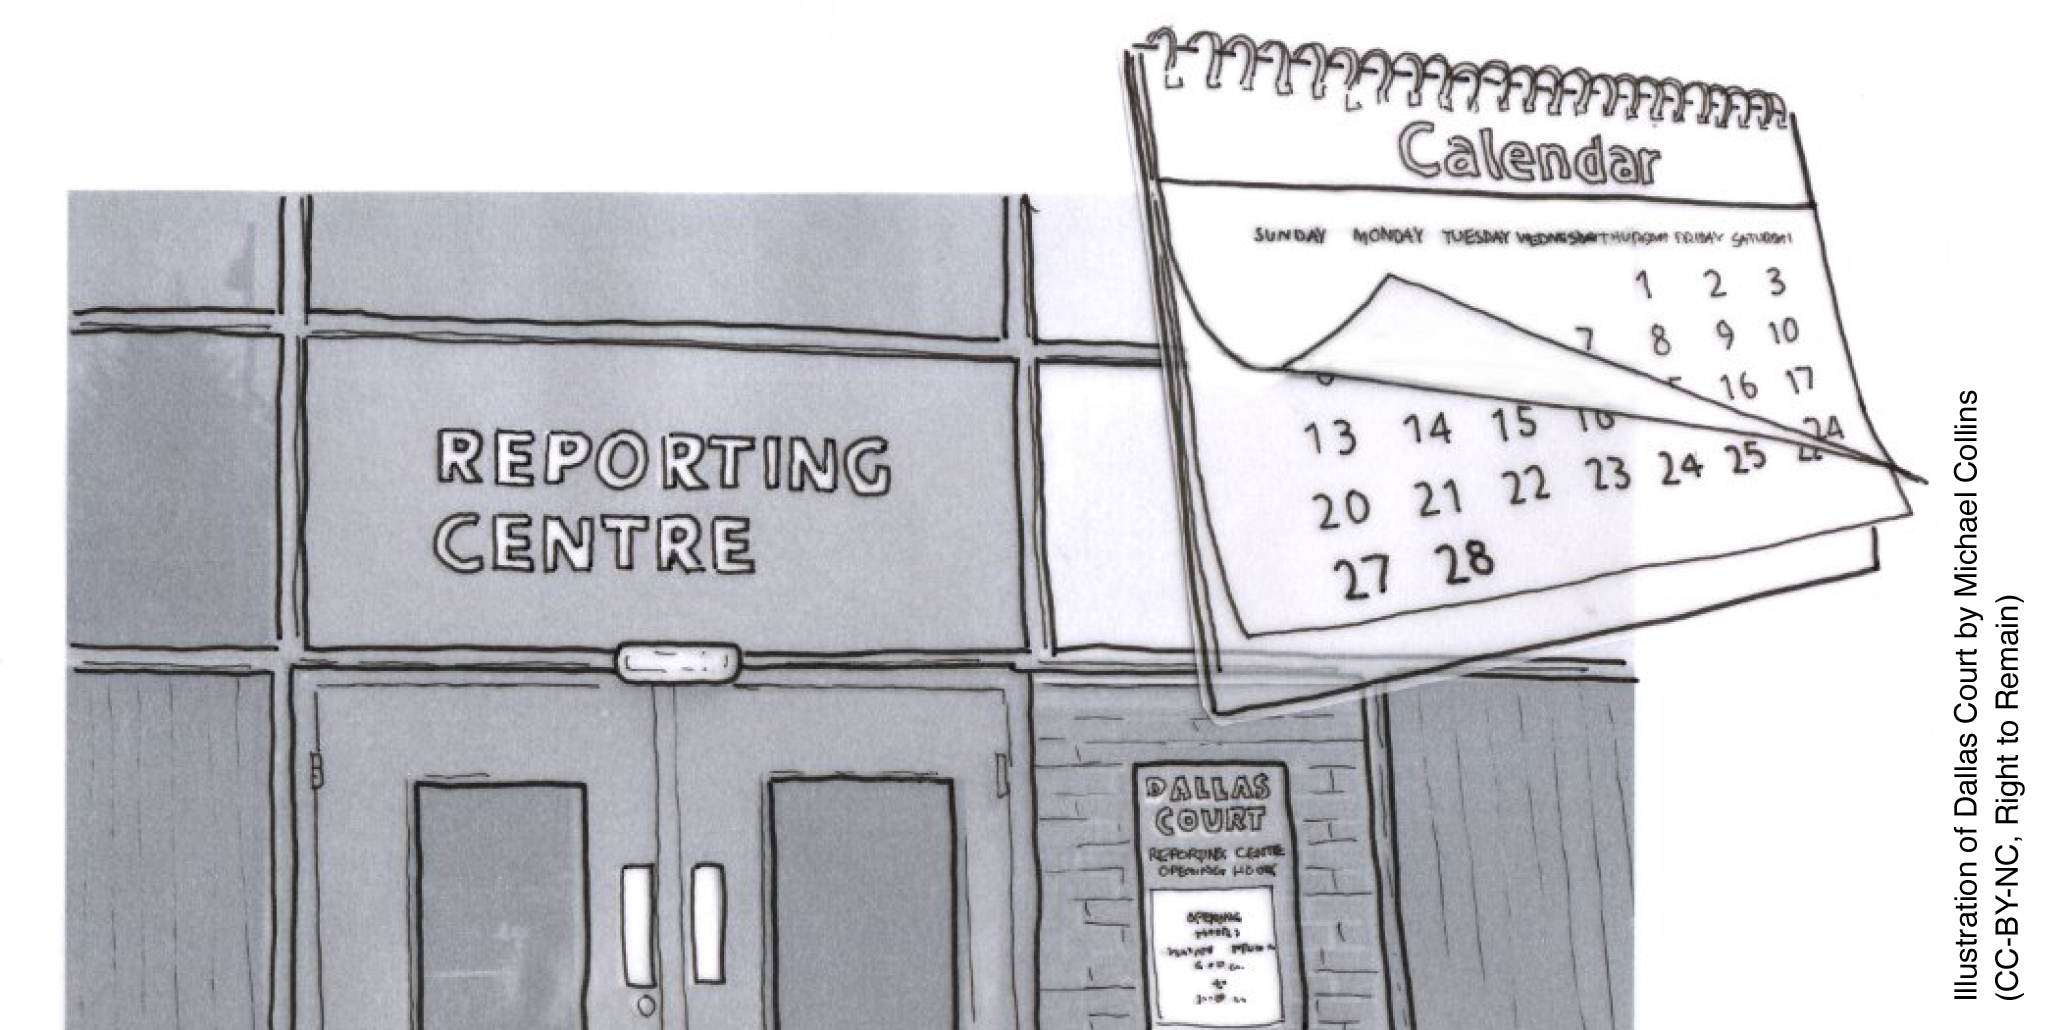 Calendar
SUNDAY MONDAY TUESDAY WEDNESDAY THURSDAY FRIDAY SATURDAY
1 2 3
7 8 9 10
16 17
24
13 14 15 16
20 21 22 23 24 25
27 28
REPORTING
CENTRE
DALLAS
COURT
REPORTING CENTRE
OPENING HOURS
OPENING
Illustration of Dallas Court by Michael Collins
(CC-BY-NC, Right to Remain)